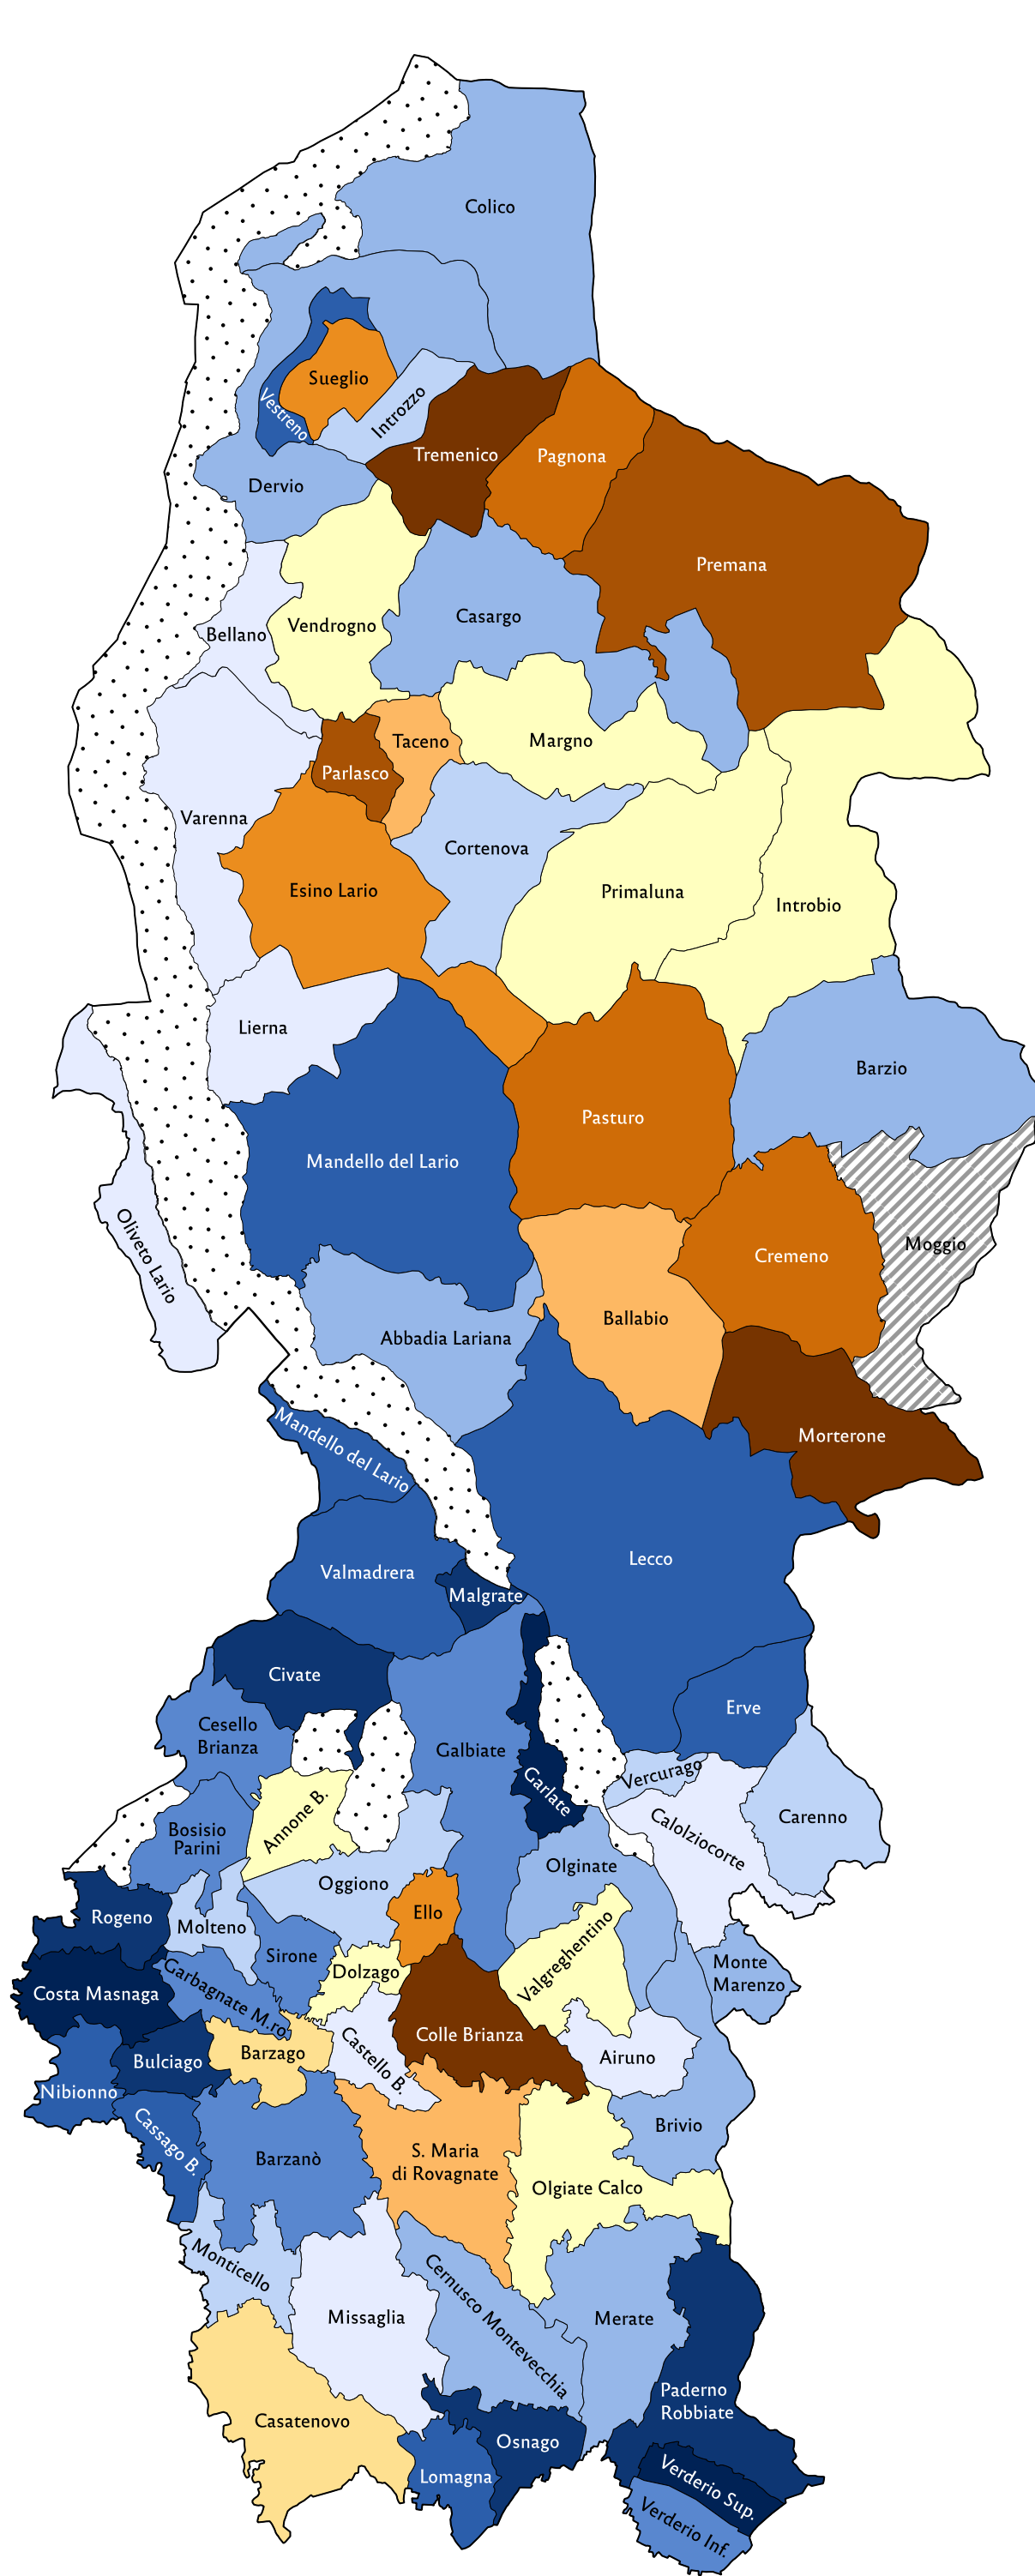 Colico
Sueglio
Vestreno
Introzzo
Tremenico
Pagnona
Dervio
Premana
Casargo
Vendrogno
Bellano
Taceno
Margno
Parlasco
Varenna
Cortenova
Esino Lario
Primaluna
Introbio
Lierna
Barzio
Pasturo
Mandello del Lario
Oliveto Lario
Moggio
Cremeno
Ballabio
Abbadia Lariana
Morterone
Mandello del Lario
Lecco
Valmadrera
Malgrate
Civate
Erve
Cesello
Brianza
Galbiate
Vercurago
Garlate
Annone B.
Calolziocorte
Carenno
Bosisio
Parini
Olginate
Oggiono
Ello
Rogeno
Molteno
Sirone
Valgreghentino
Dolzago
Monte
Marenzo
Costa Masnaga
Garbagnate M.ro
Colle Brianza
Barzago
Castello B.
Airuno
Bulciago
Nibionno
Cassago B.
Brivio
Barzanò
S. Maria
di Rovagnate
Olgiate Calco
Monticello
Cernusco Montevecchia
Missaglia
Merate
Paderno
Robbiate
Casatenovo
Osnago
Lomagna
Verderio Sup.
Verderio Inf.